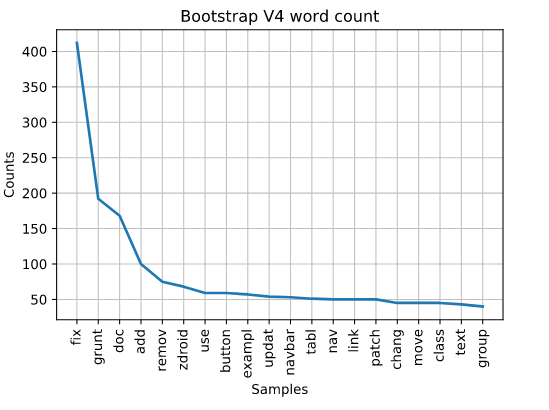 Bootstrap V4 word count
400
350
300
250
200
150
100
50
Counts
fix
grunt
doc
add
remov
zdroid
use
button
exampl
updat
navbar
tabl
nav
link
patch
chang
move
class
text
group
Samples